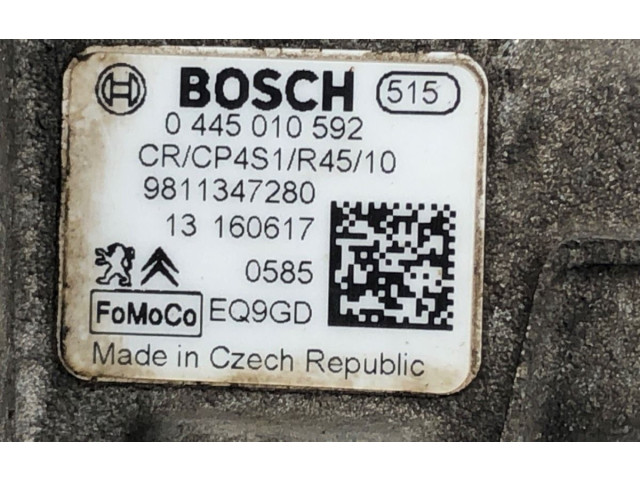 BOSCH 515
0 445 010 592
CR/CP4S1/R45/10
9811347280
13 160617
0585
FoMoCo EQ9GD
Made in Czech Republic